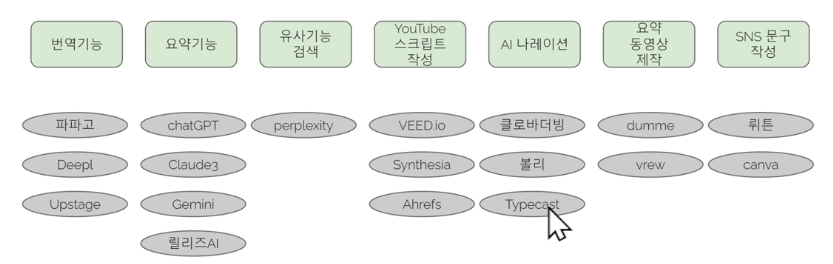 번역기능
요약기능
유사기능
검색
YouTube
스크립트
작성
AI 나레이션
요약
동영상
제작
SNS 문구
작성
파파고
chatGPT
perplexity
VEED.io
클로바더빙
dumme
뤼튼
Deepl
Claude3
Synthesia
볼리
vrew
canva
Upstage
Gemini
Ahrefs
Typecast
릴리즈AI